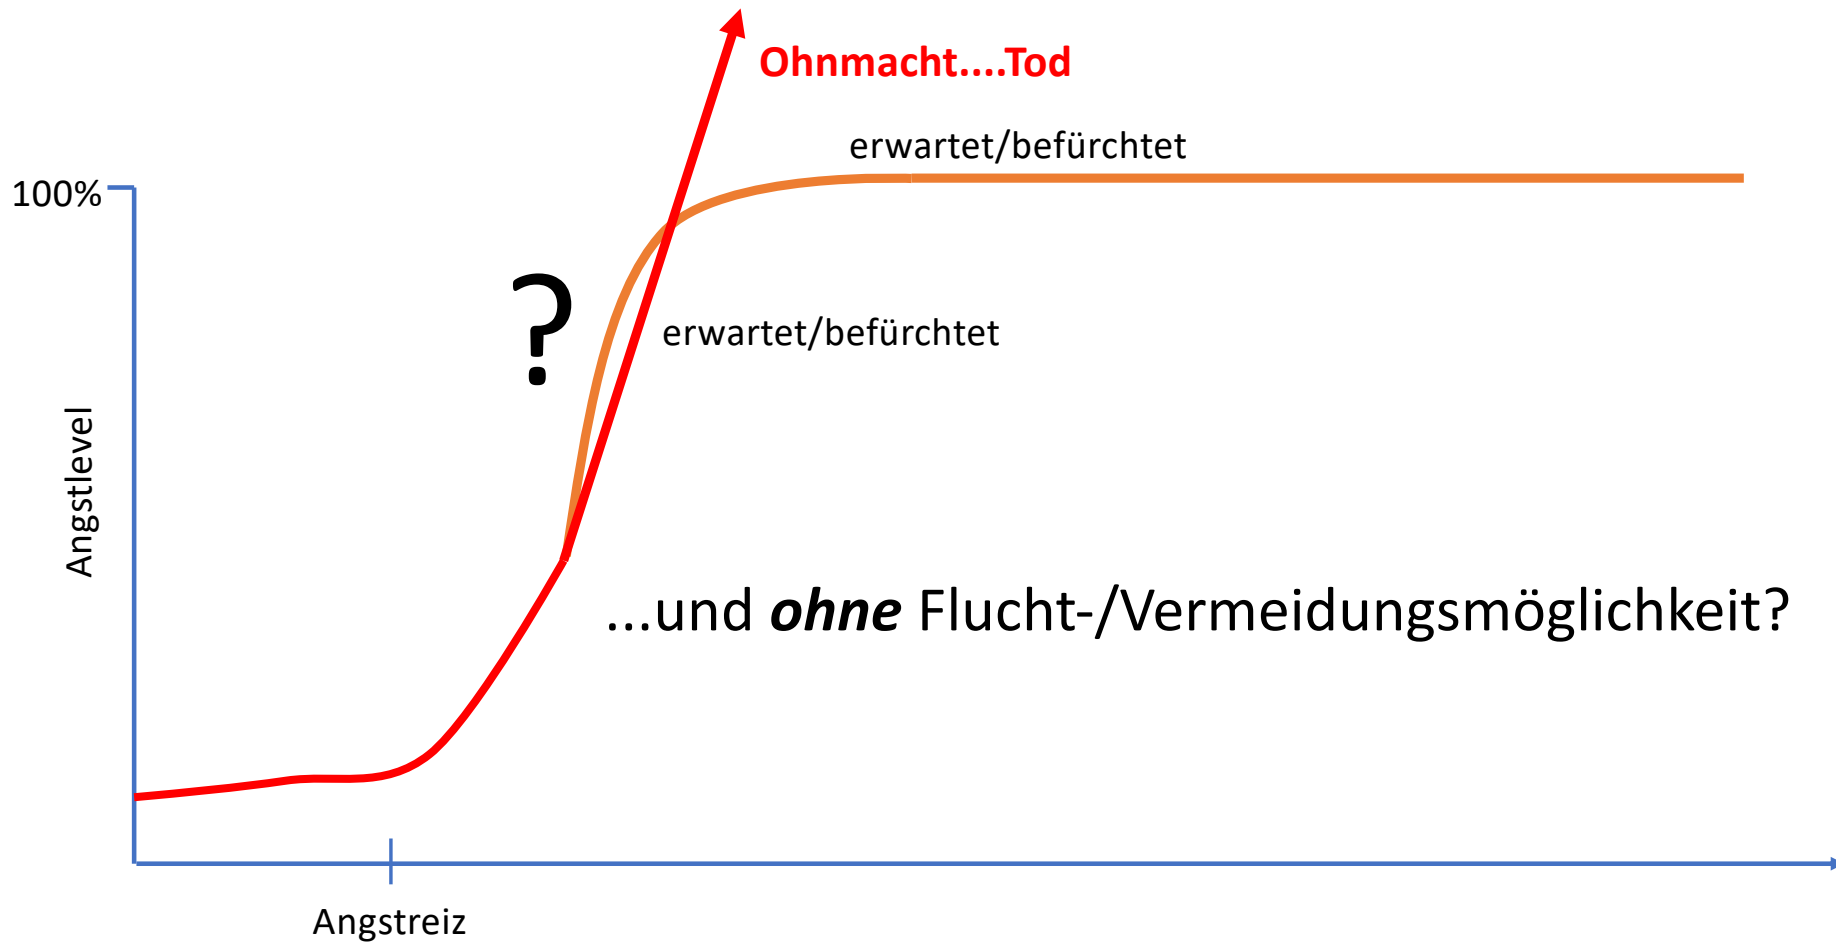 Ohnmacht....Tod
erwartet/befürchtet
100%
?
erwartet/befürchtet
Angstlevel
...und ohne Flucht-/Vermeidungsmöglichkeit?
Angstreiz